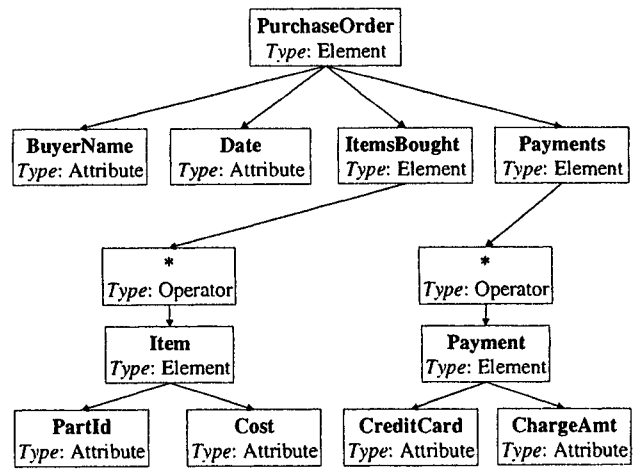 PurchaseOrder
Type: Element
BuyerName
Type: Attribute
Date
Type: Attribute
ItemsBought
Type: Element
Payments
Type: Element
*
Type: Operator
*
Type: Operator
Item
Type: Element
Payment
Type: Element
PartId
Type: Attribute
Cost
Type: Attribute
CreditCard
Type: Attribute
ChargeAmt
Type: Attribute